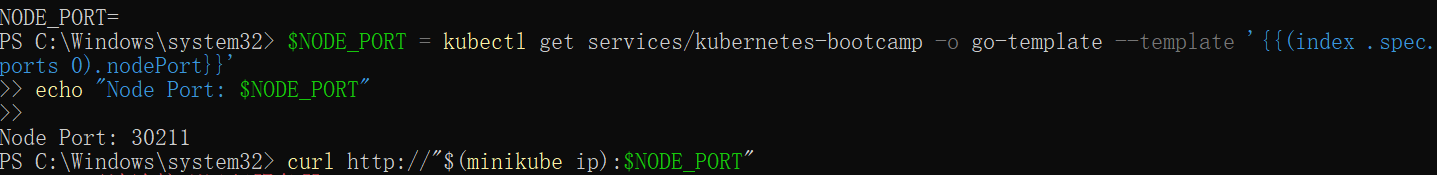 NODE_PORT=
PS C:\Windows\system32> $NODE_PORT = kubectl get services/kubernetes-bootcamp -o go-template --template '{{(index .spec.
ports 0).nodePort}}'
>> echo "Node Port: $NODE_PORT"
>>
Node Port: 30211
PS C:\Windows\system32> curl http://"$(minikube ip):$NODE_PORT"